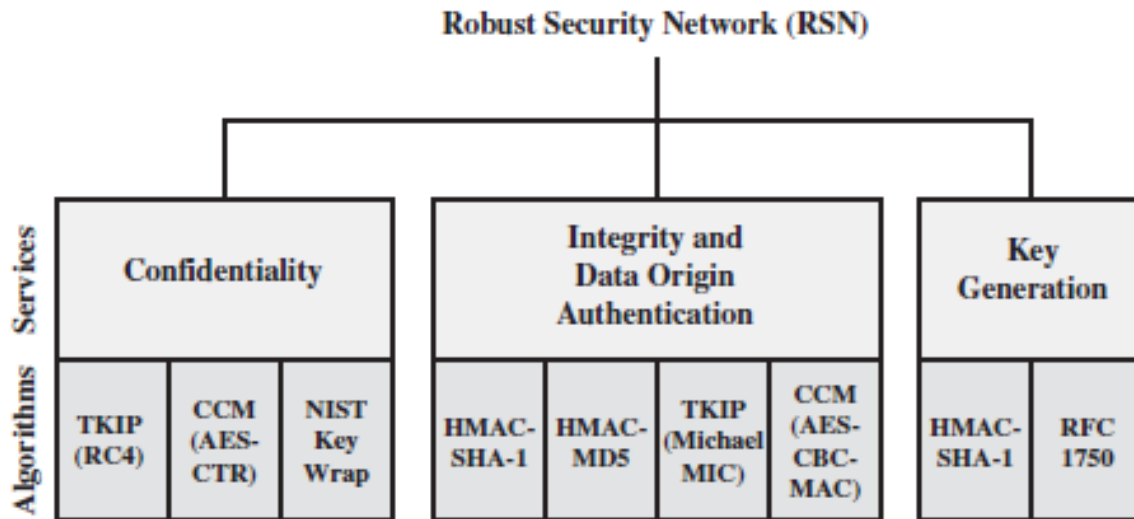 Robust Security Network (RSN)
Services
Confidentiality
Integrity and
Data Origin
Authentication
Key
Generation
Algorithms
TKIP
(RC4)
CCM
(AES-
CTR)
NIST
Key
Wrap
HMAC-
SHA-1
HMAC-
MD5
TKIP
(Michael
MIC)
CCM
(AES-
CBC-
MAC)
HMAC-
SHA-1
RFC
1750